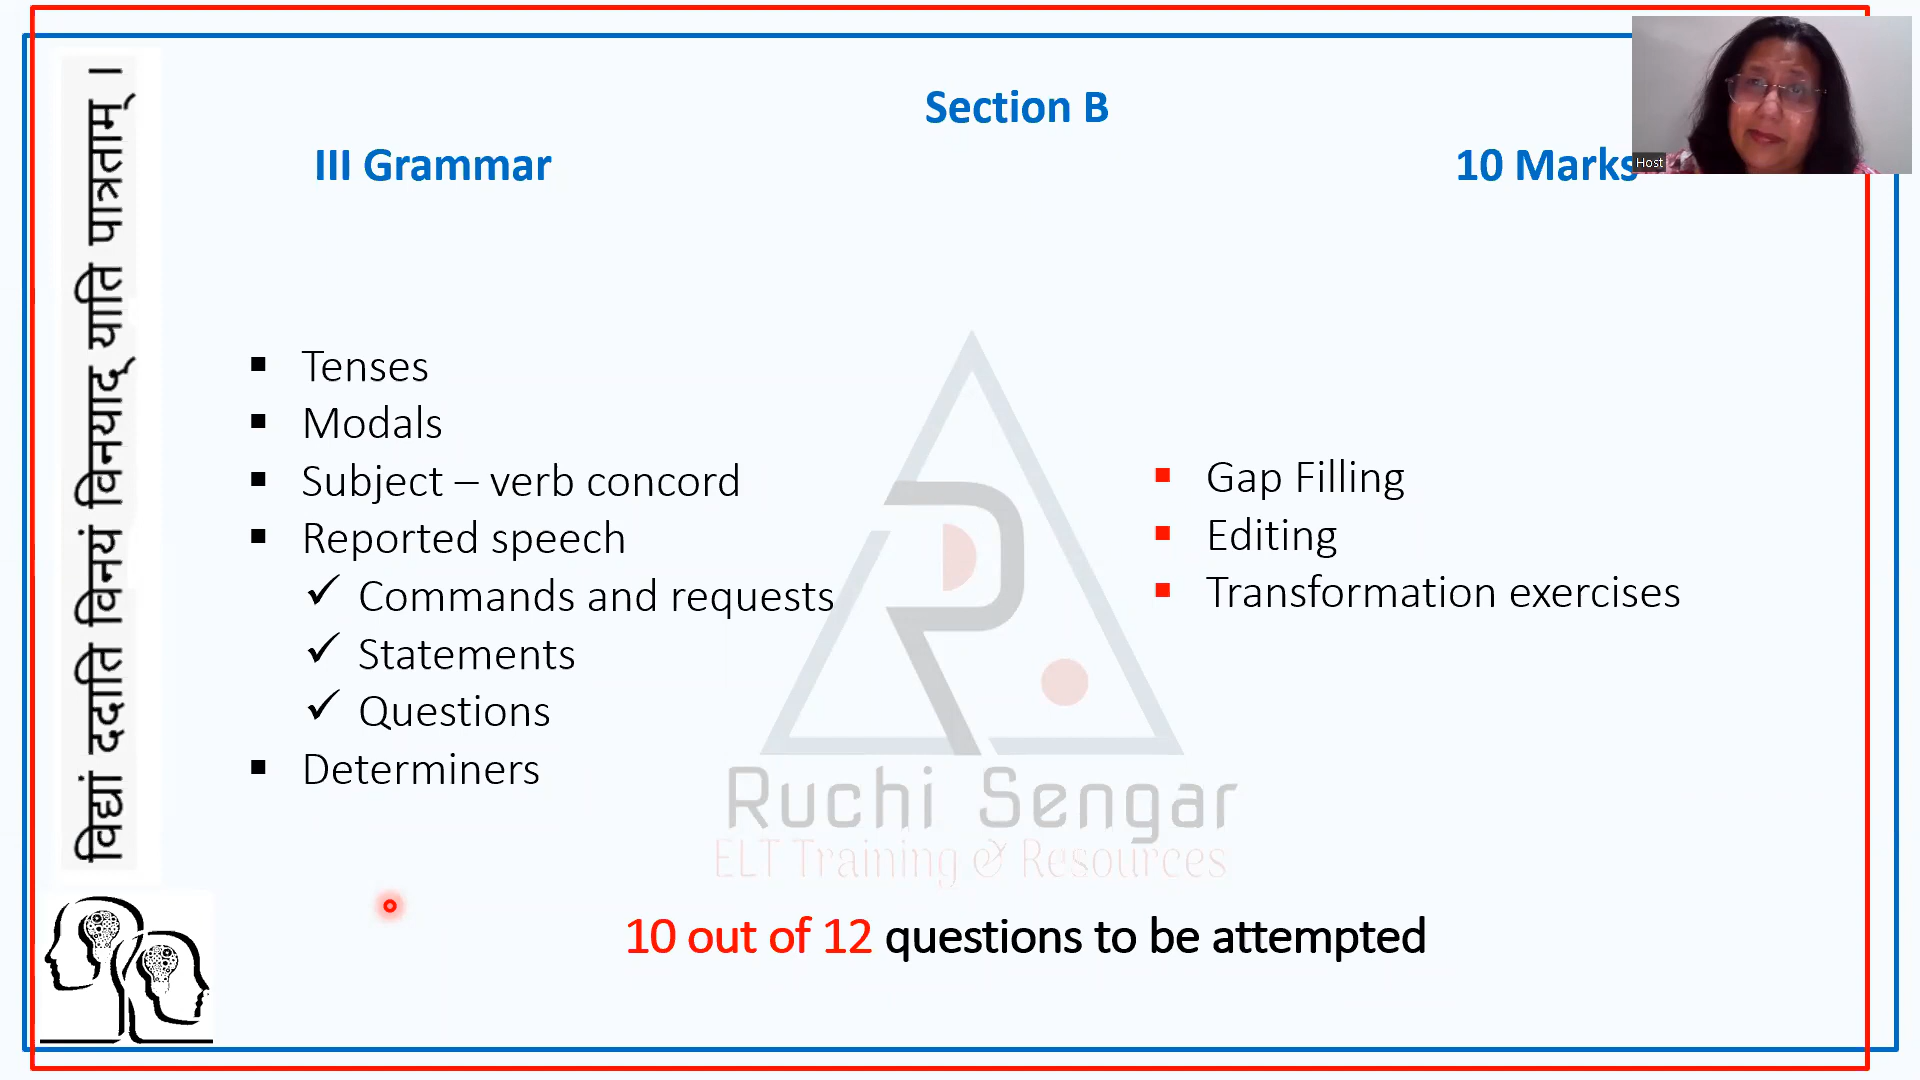 Section B
III Grammar
10 Marks
Host
विद्यां ददाति विनयं विनयाद् याति पात्रताम् ।
Tenses
Modals
Subject – verb concord
Reported speech
Commands and requests
Statements
Questions
Determiners
Gap Filling
Editing
Transformation exercises
Ruchi Sengar
ELT Training & Resources
10 out of 12 questions to be attempted